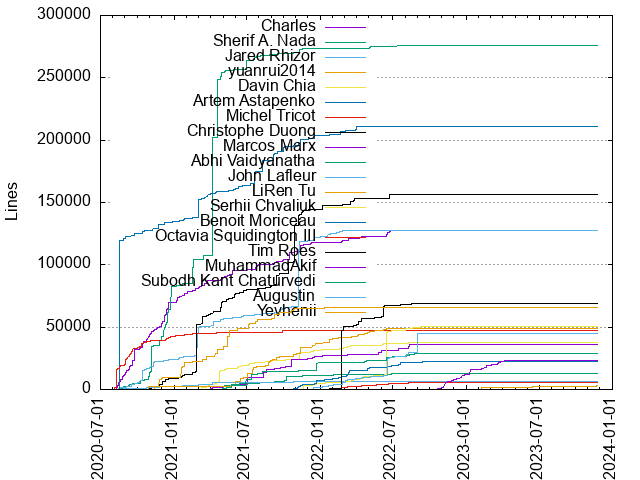 300000
250000
200000
150000
100000
50000
0
Lines
Charles
Sherif A. Nada
Jared Rhizor
yuanrui2014
Davin Chia
Artem Astapenko
Michel Tricot
Christophe Duong
Marcos Marx
Abhi Vaidyanatha
John Lafleur
LiRen Tu
Serhii Chvaliuk
Benoit Moriceau
Octavia Squidington III
Tim Roes
MuhammadAkif
Subodh Kant Chaturvedi
Augustin
Yevhenii
2020-07-01
2021-01-01
2021-07-01
2022-01-01
2022-07-01
2023-01-01
2023-07-01
2024-01-01